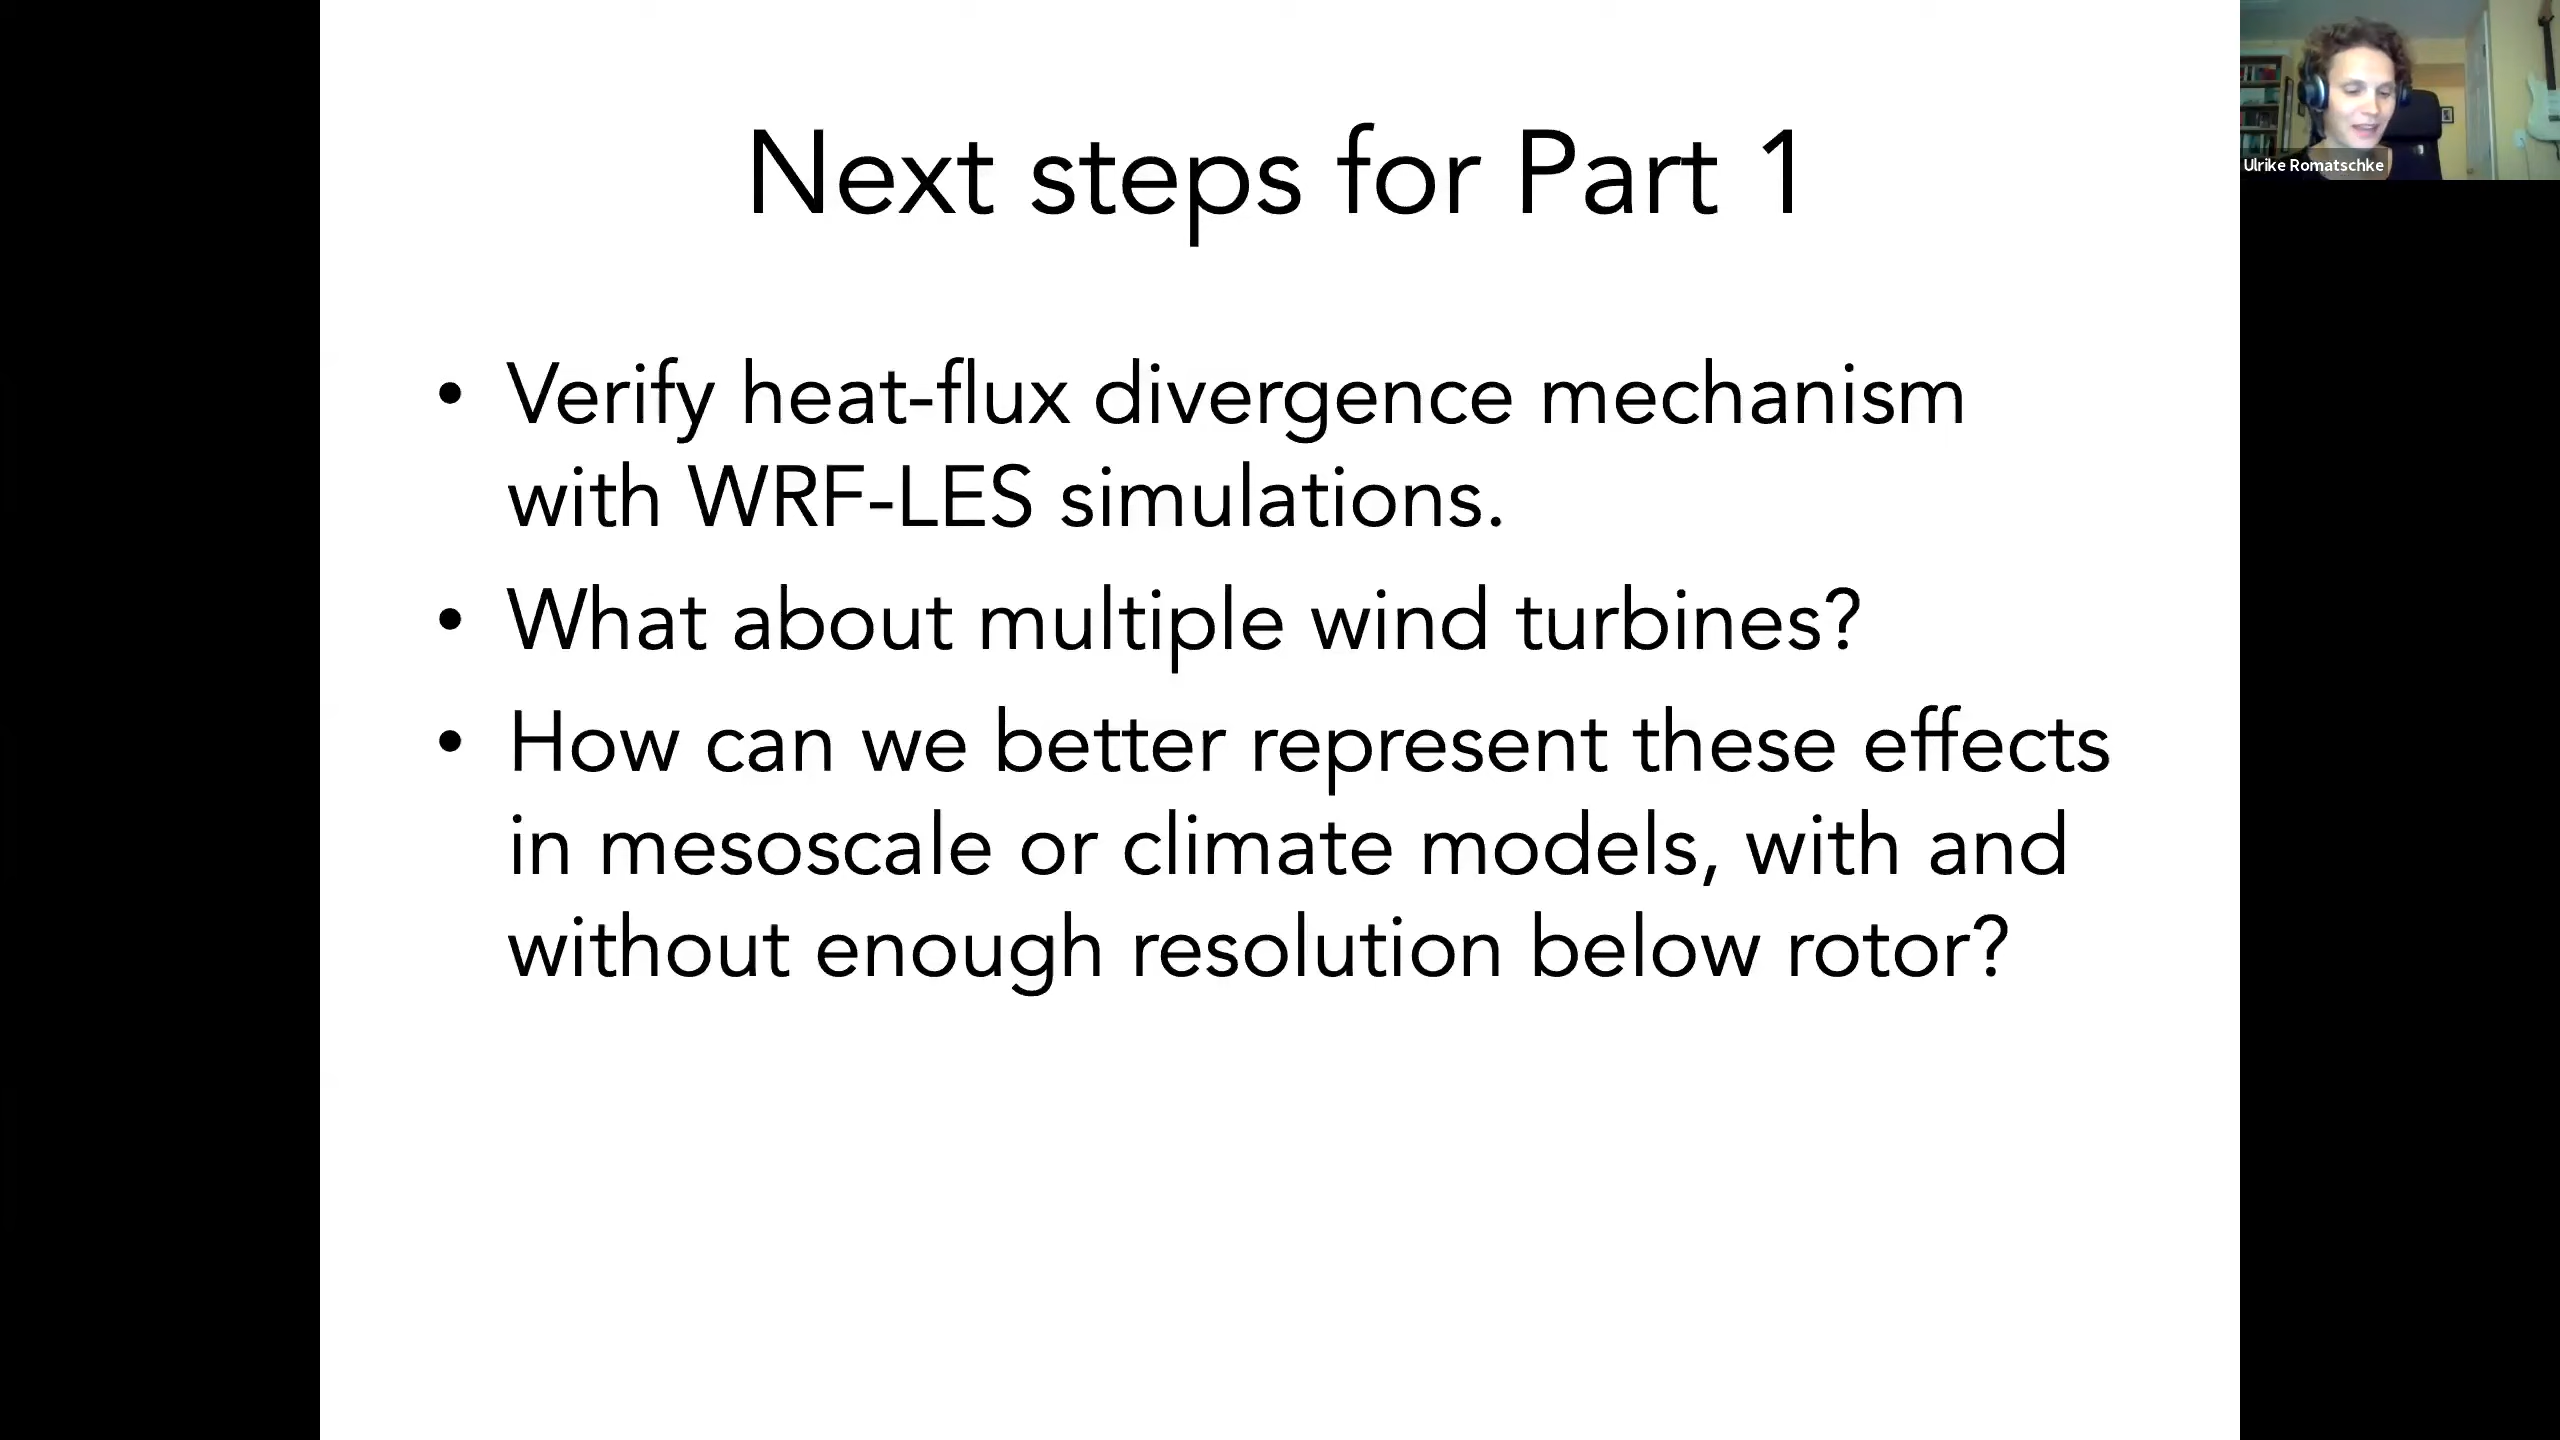 Next steps for Part 1
• Verify heat-flux divergence mechanism
with WRF-LES simulations.
• What about multiple wind turbines?
• How can we better represent these effects
in mesoscale or climate models, with and
without enough resolution below rotor?
Ulrike Romatschke